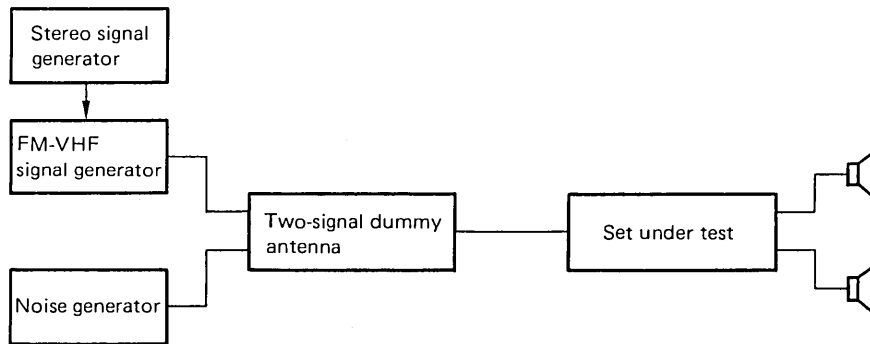 Stereo signal
generator
FM-VHF
signal generator
Two-signal dummy
antenna
Set under test
Noise generator